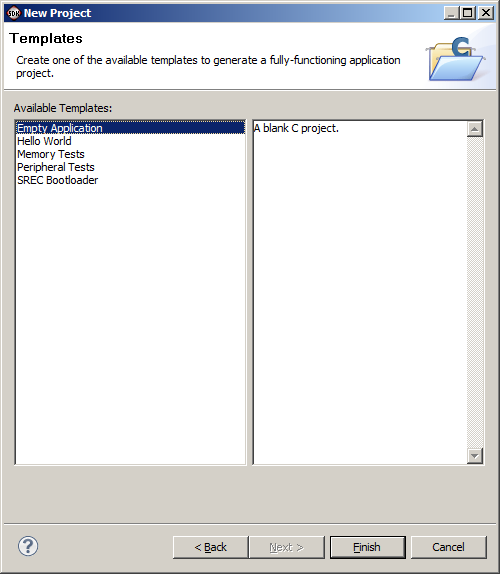 SDK New Project
Templates
Create one of the available templates to generate a fully-functioning application
project.
C
Available Templates:
Empty Application
Hello World
Memory Tests
Peripheral Tests
SREC Bootloader
A blank C project.
?
< Back
Next >
Finish
Cancel